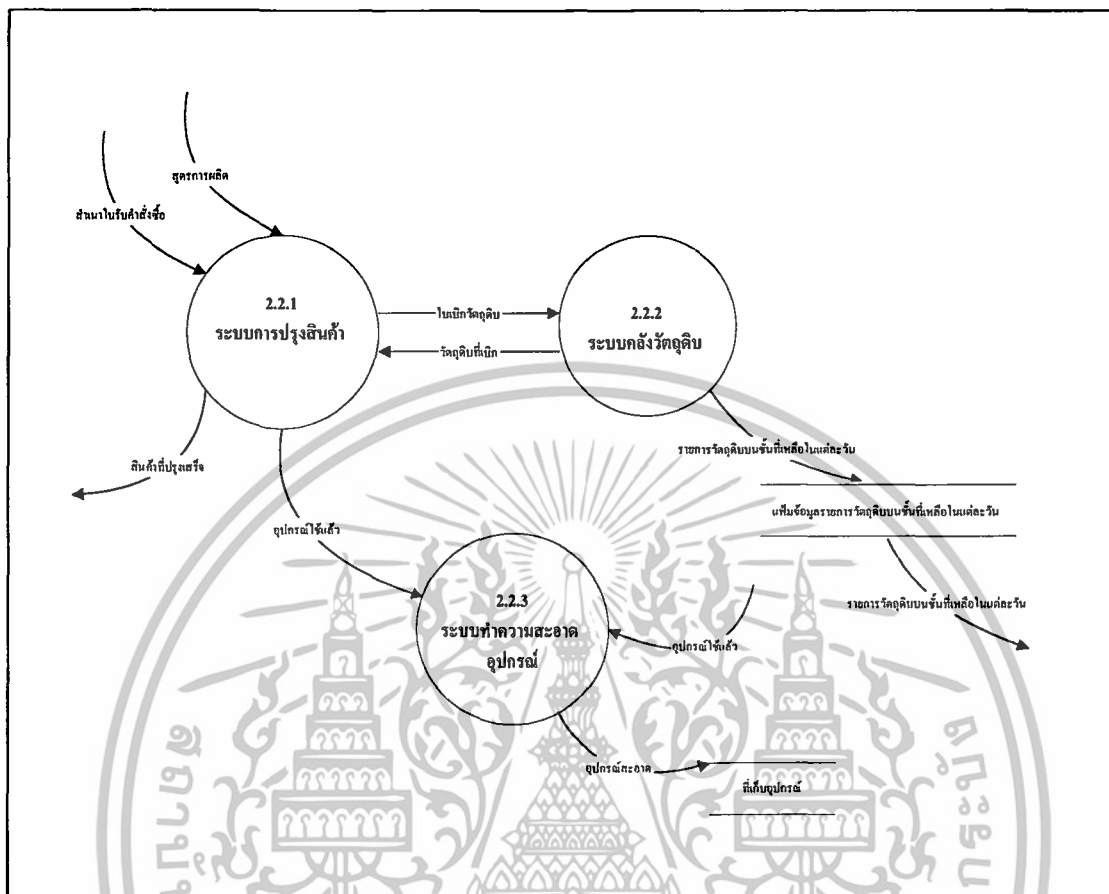 สูตรการผลิต
สำเนาใบรับคำสั่งซื้อ
2.2.1
ระบบการปรุงสินค้า
ใบเบิกวัตถุดิบ
วัตถุดิบที่เบิก
2.2.2
ระบบคลังวัตถุดิบ
สินค้าที่ปรุงเสร็จ
รายการวัตถุดิบบนชั้นที่เหลือในแต่ละวัน
แฟ้มข้อมูลรายการวัตถุดิบบนชั้นที่เหลือในแต่ละวัน
อุปกรณ์ใช้แล้ว
2.2.3
ระบบทำความสะอาด
อุปกรณ์
รายการวัตถุดิบบนชั้นที่เหลือในแต่ละวัน
อุปกรณ์ใช้แล้ว
อุปกรณ์สะอาด
ที่เก็บอุปกรณ์